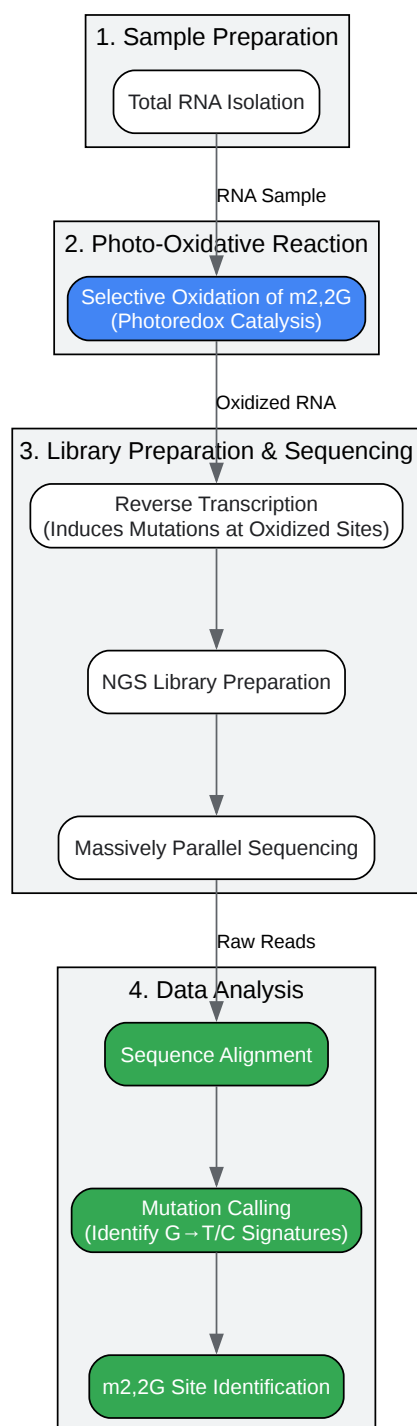 1. Sample Preparation
Total RNA Isolation
RNA Sample
2. Photo-Oxidative Reaction
Selective Oxidation of m2,2G
(Photoredox Catalysis)
Oxidized RNA
3. Library Preparation & Sequencing
Reverse Transcription
(Induces Mutations at Oxidized Sites)
NGS Library Preparation
Massively Parallel Sequencing
Raw Reads
4. Data Analysis
Sequence Alignment
Mutation Calling
(Identify G→T/C Signatures)
m2,2G Site Identification